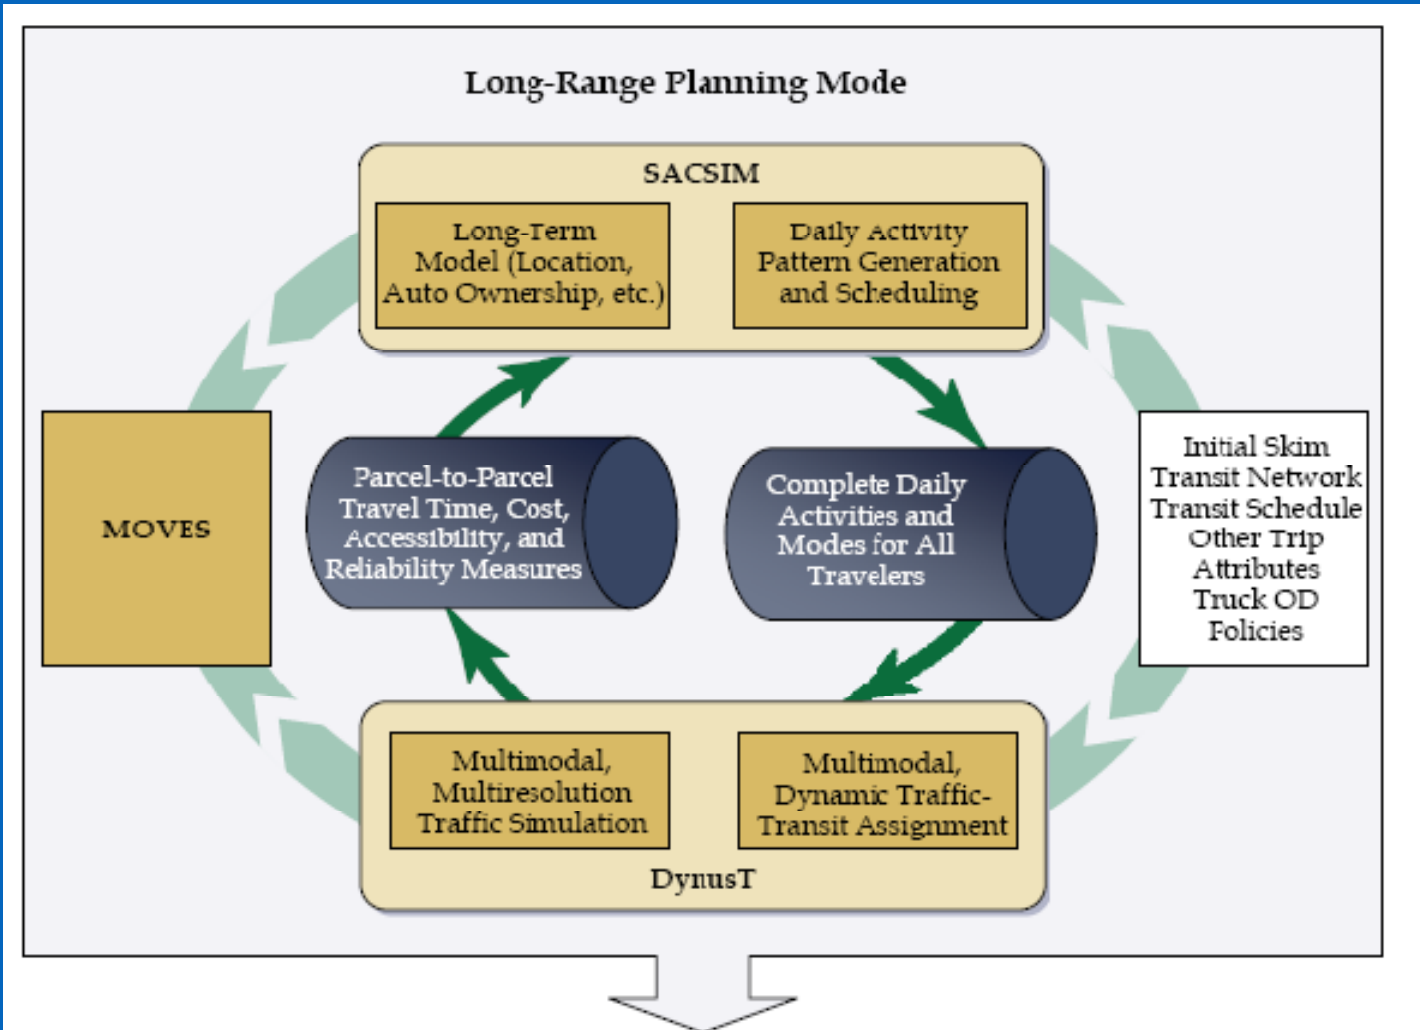 Long-Range Planning Mode
SACSIM
Long-Term
Model (Location,
Auto Ownership, etc.)
Daily Activity
Pattern Generation
and Scheduling
MOVES
Parcel-to-Parcel
Travel Time, Cost,
Accessibility, and
Reliability Measures
Complete Daily
Activities and
Modes for All
Travelers
Initial Skim
Transit Network
Transit Schedule
Other Trip
Attributes
Truck OD
Policies
Multimodal,
Multiresolution
Traffic Simulation
Multimodal,
Dynamic Traffic-
Transit Assignment
DynusT